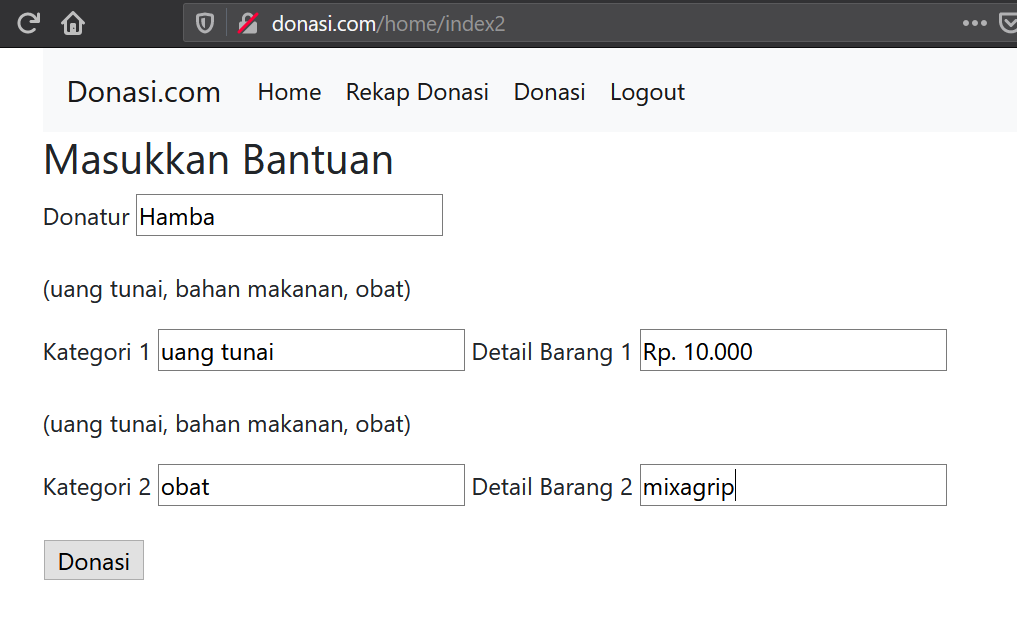 donasi.com/home/index2
Donasi.com Home Rekap Donasi Donasi Logout
Masukkan Bantuan
Donatur Hamba
(uang tunai, bahan makanan, obat)
Kategori 1 uang tunai Detail Barang 1 Rp. 10.000
(uang tunai, bahan makanan, obat)
Kategori 2 obat Detail Barang 2 mixagrip
Donasi